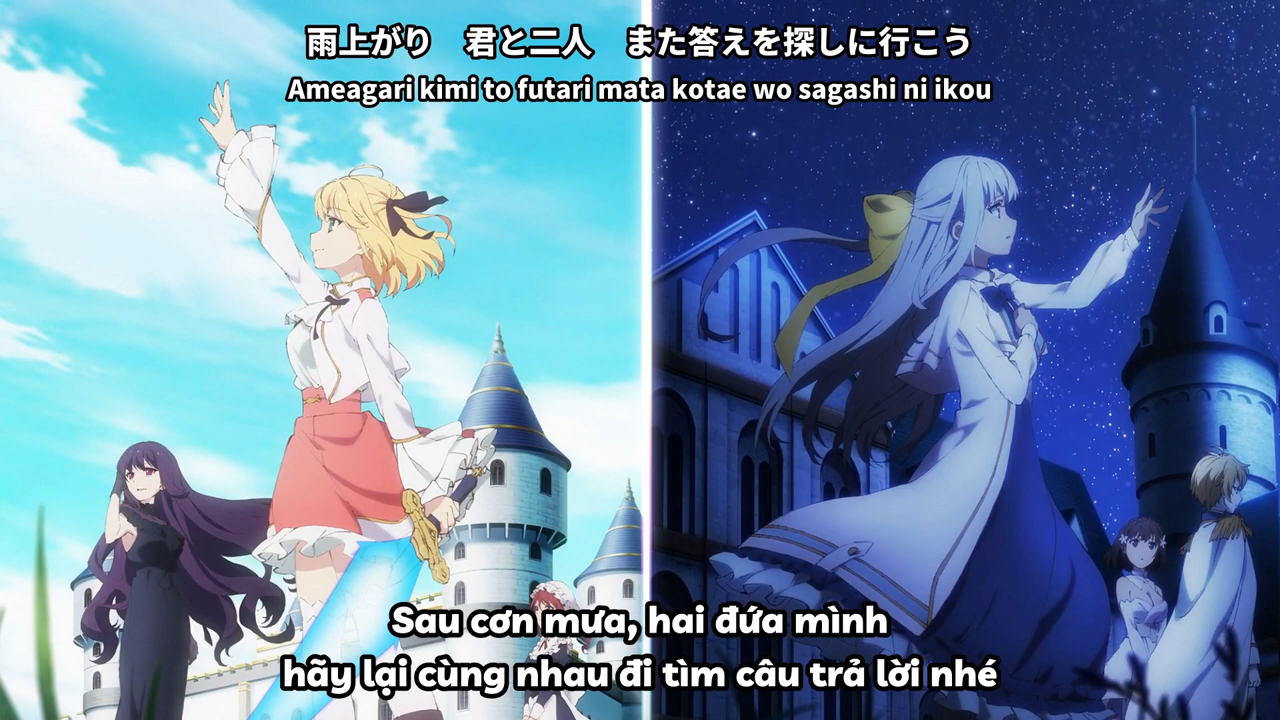 雨上がり　君と二人　また答えを探しに行こう
Ameagari kimi to futari mata kotae wo sagashi ni ikou
Sau cơn mưa, hai đứa mình
hãy lại cùng nhau đi tìm câu trả lời nhé